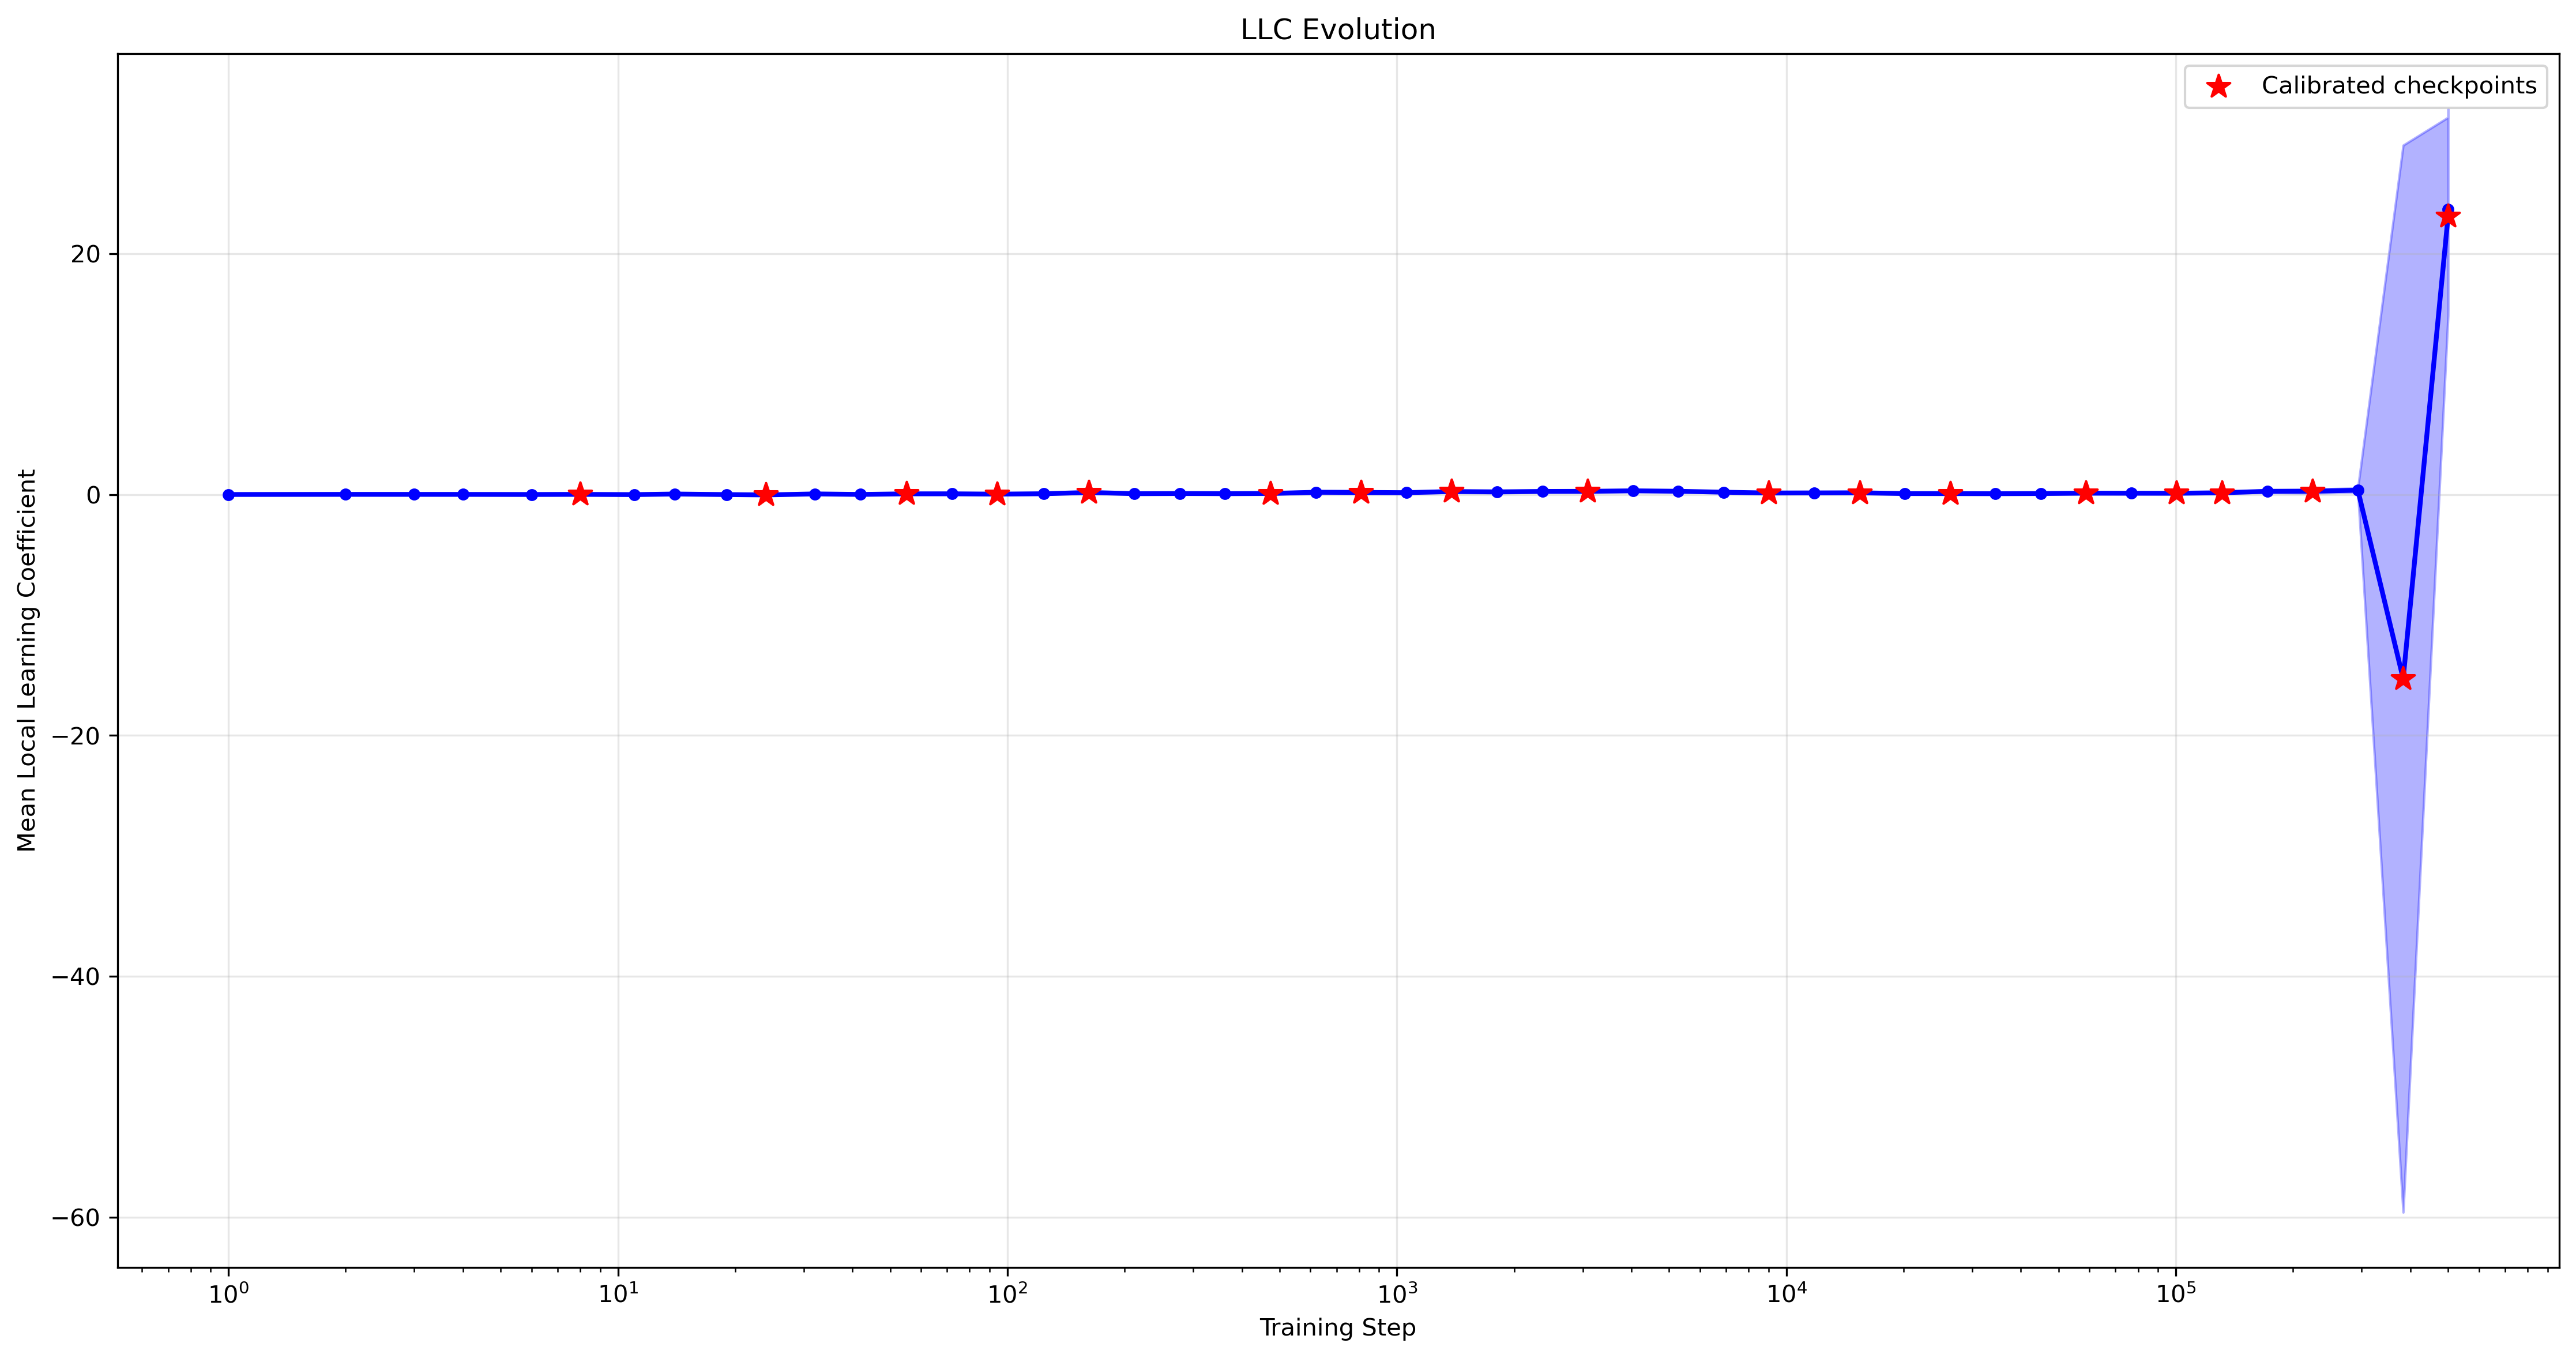 LLC Evolution
Calibrated checkpoints
Mean Local Learning Coefficient
20
0
−20
−40
−60
10⁰ 10¹ 10² 10³ 10⁴ 10⁵
Training Step